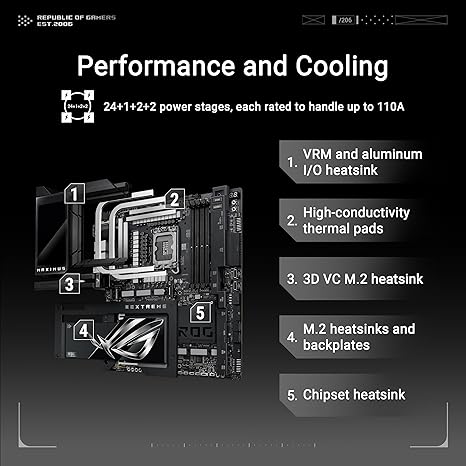 REPUBLIC OF GAMERS
EST.2006
/206
Performance and Cooling
24+1+2+2
24+1+2+2 power stages, each rated to handle up to 110A
1. VRM and aluminum
I/O heatsink
2. High-conductivity
thermal pads
3. 3D VC M.2 heatsink
4. M.2 heatsinks and
backplates
5. Chipset heatsink
1
2
MAXIMUS
3
EXTREME
5
ROG
4